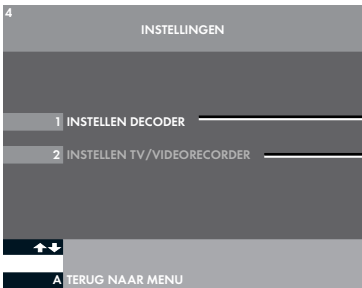 4
INSTELLINGEN
1 INSTELLEN DECODER
2 INSTELLEN TV/VIDEORECORDER
A TERUG NAAR MENU